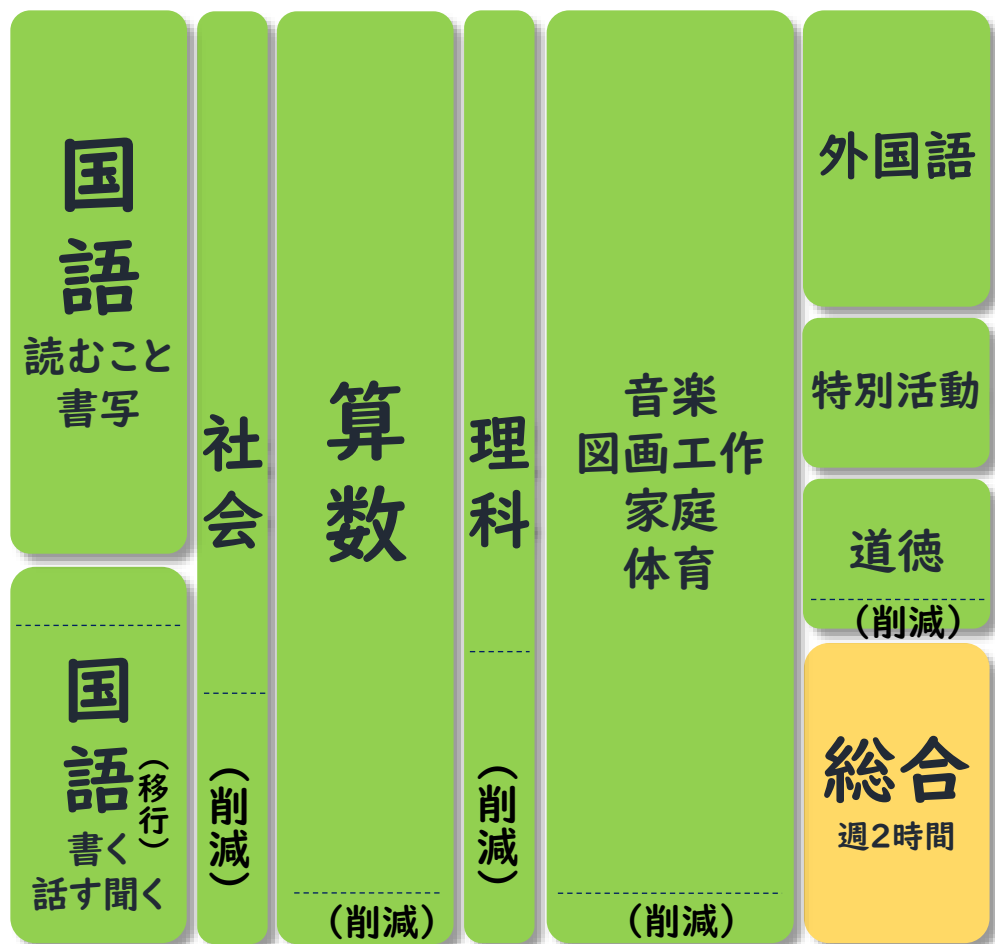 国語
読むこと
書写
国語
(移行)
書く
話す聞く
社会
(削減)
算数
(削減)
理科
(削減)
音楽
図画工作
家庭
体育
(削減)
外国語
特別活動
道徳
(削減)
総合
週2時間